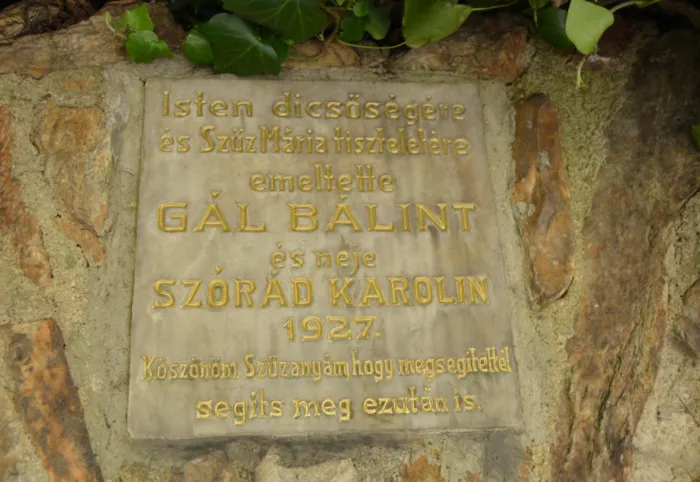 Isten dicsőségére
és Szűz Mária tiszteletére
emeltette
GÁL BÁLINT
és neje
SZÓRÁD KAROLIN
1927.
Köszönöm Szűzanyám hogy megsegitettél
segits meg ezután is.